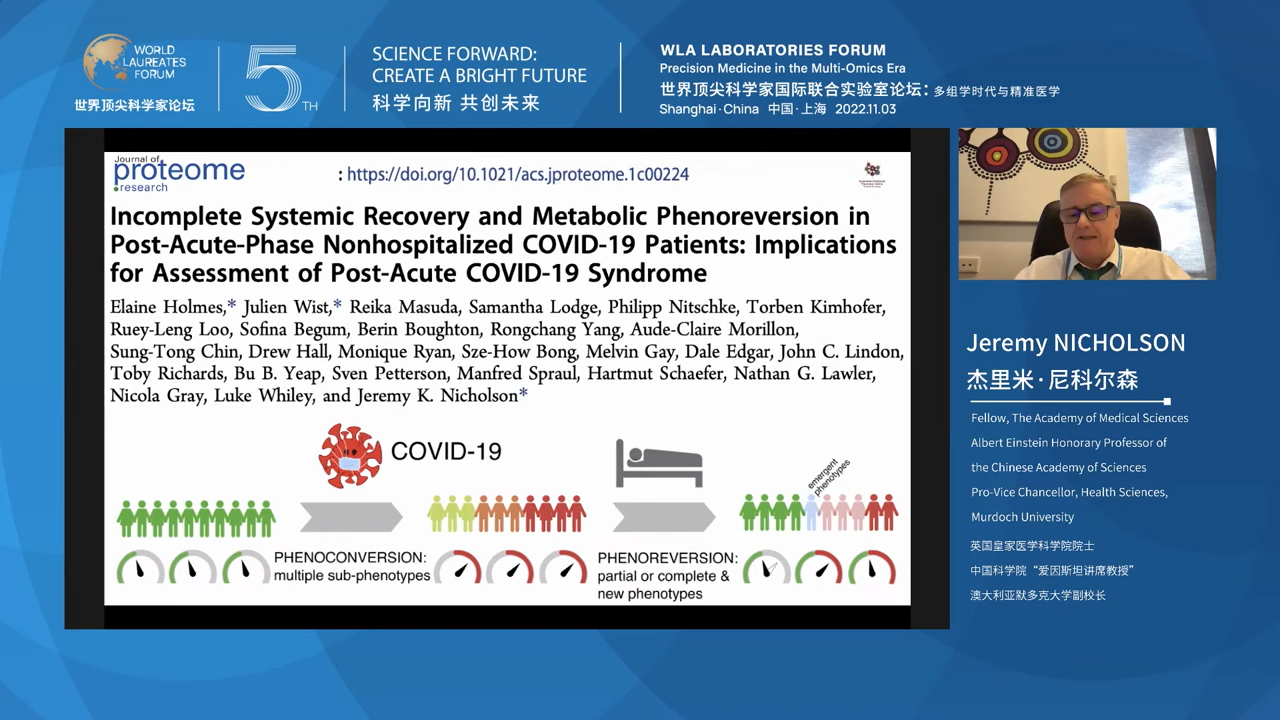 WORLD
LAUREATES
FORUM
世界顶尖科学家论坛
5TH
SCIENCE FORWARD:
CREATE A BRIGHT FUTURE
科学向新 共创未来
WLA LABORATORIES FORUM
Precision Medicine in the Multi-Omics Era
世界顶尖科学家国际联合实验室论坛：多组学时代与精准医学
Shanghai·China 中国·上海 2022.11.03
Journal of
proteome
research
: https://doi.org/10.1021/acs.jproteome.1c00224
Incomplete Systemic Recovery and Metabolic Phenoreversion in
Post-Acute-Phase Nonhospitalized COVID-19 Patients: Implications
for Assessment of Post-Acute COVID-19 Syndrome
Elaine Holmes,* Julien Wist,* Reika Masuda, Samantha Lodge, Philipp Nitschke, Torben Kimhofer,
Ruey-Leng Loo, Sofina Begum, Berin Boughton, Rongchang Yang, Aude-Claire Morillon,
Sung-Tong Chin, Drew Hall, Monique Ryan, Sze-How Bong, Melvin Gay, Dale Edgar, John C. Lindon,
Toby Richards, Bu B. Yeap, Sven Petterson, Manfred Spraul, Hartmut Schaefer, Nathan G. Lawler,
Nicola Gray, Luke Whiley, and Jeremy K. Nicholson*
COVID-19
emergent
phenotypes
PHENOCONVERSION:
multiple sub-phenotypes
PHENOREVERSION:
partial or complete &
new phenotypes
Jeremy NICHOLSON
杰里米·尼科尔森
Fellow, The Academy of Medical Sciences
Albert Einstein Honorary Professor of
the Chinese Academy of Sciences
Pro-Vice Chancellor, Health Sciences,
Murdoch University
英国皇家医学科学院院士
中国科学院“爱因斯坦讲席教授”
澳大利亚默多克大学副校长